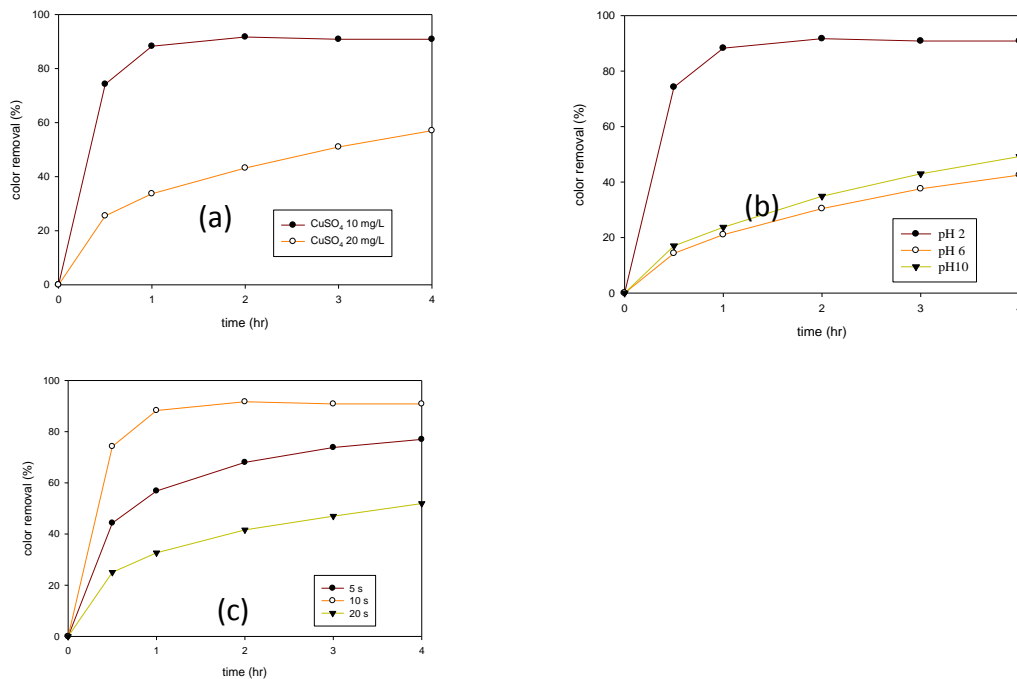 100
80
60
40
20
0
color removal (%)
(a)
CuSO₄ 10 mg/L
CuSO₄ 20 mg/L
0 1 2 3 4
time (hr)
100
80
60
40
20
0
color removal (%)
(b)
pH 2
pH 6
pH10
0 1 2 3
time (hr)
100
80
60
40
20
0
color removal (%)
(c)
5 s
10 s
20 s
0 1 2 3 4
time (hr)